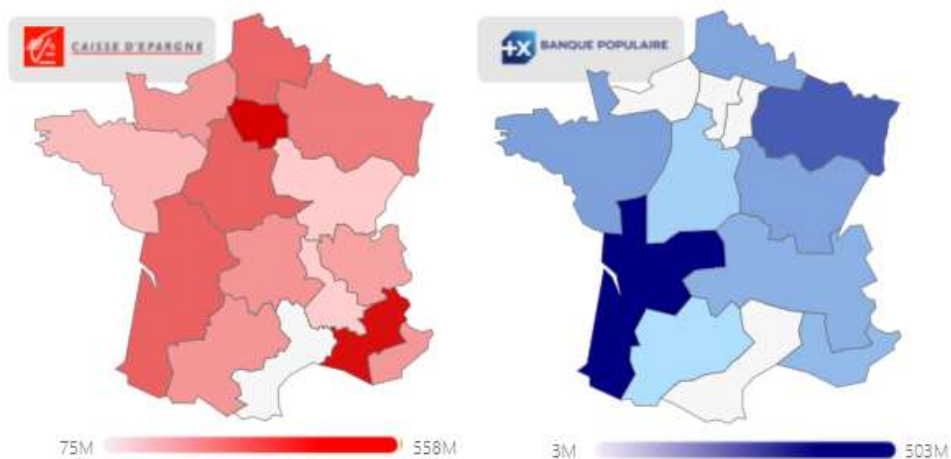 CAISSE D'EPARGNE
+X BANQUE POPULAIRE
75M 558M
3M 503M